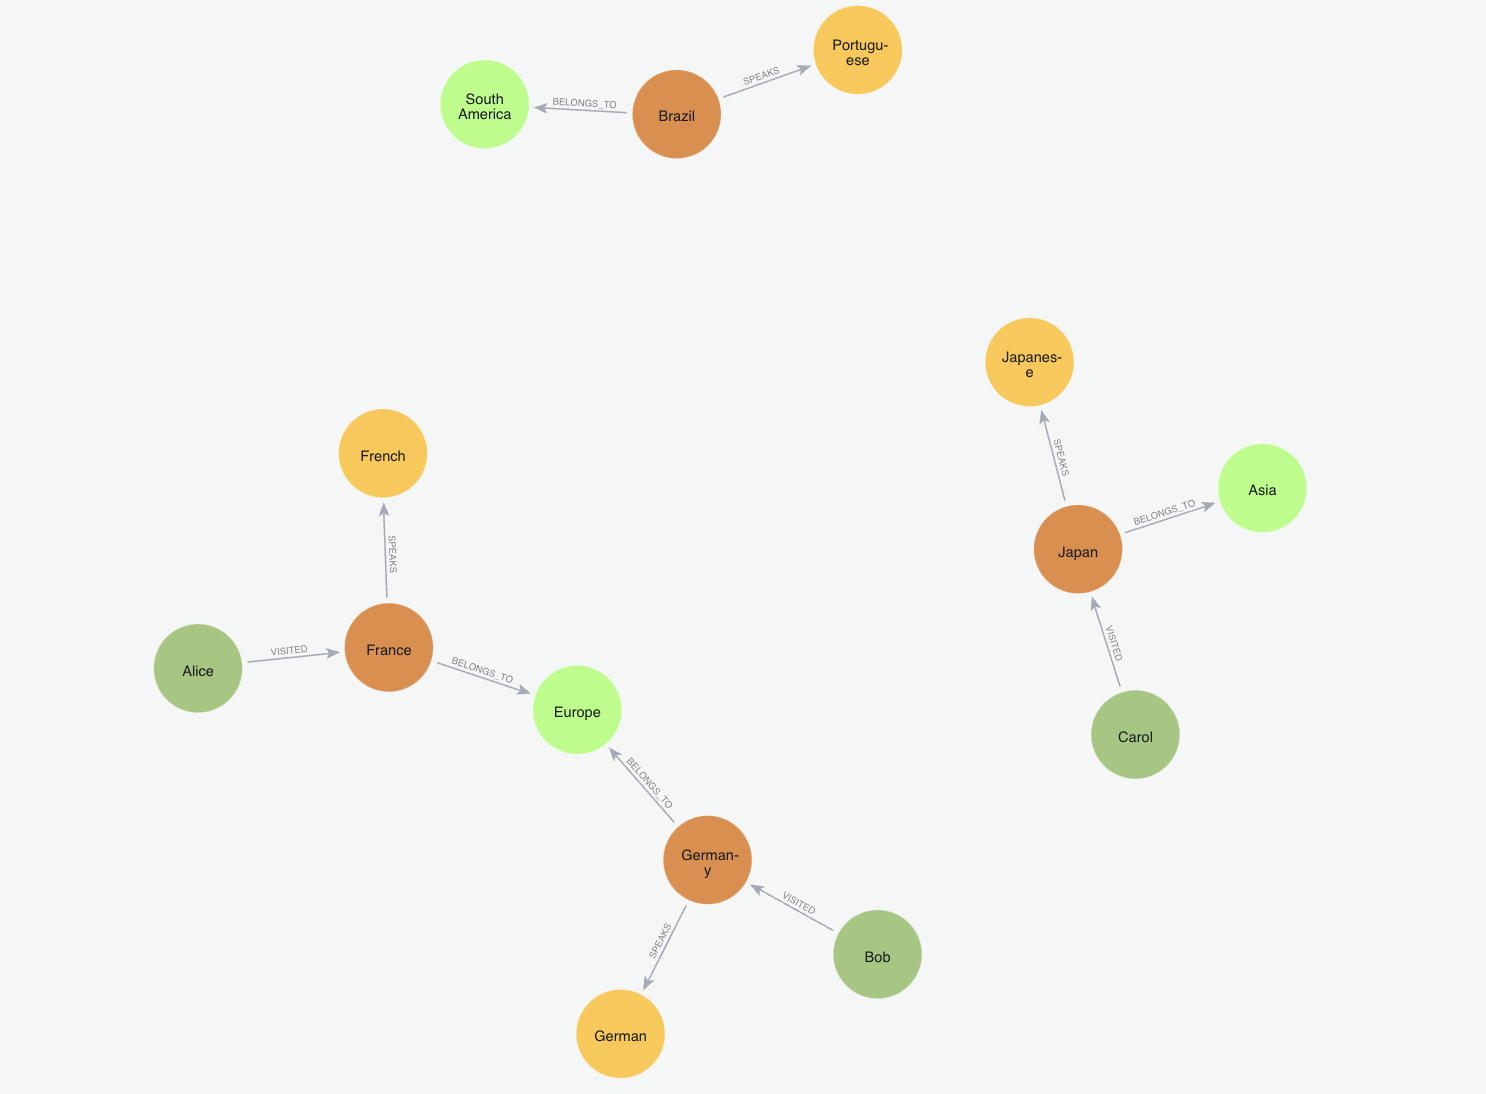 Portugu-
ese
SPEAKS
South
America
BELONGS_TO
Brazil
Japanes-
e
SPEAKS
Asia
BELONGS_TO
Japan
VISITED
Carol
French
SPEAKS
Alice
VISITED
France
BELONGS_TO
Europe
BELONGS_TO
German-
y
VISITED
Bob
SPEAKS
German